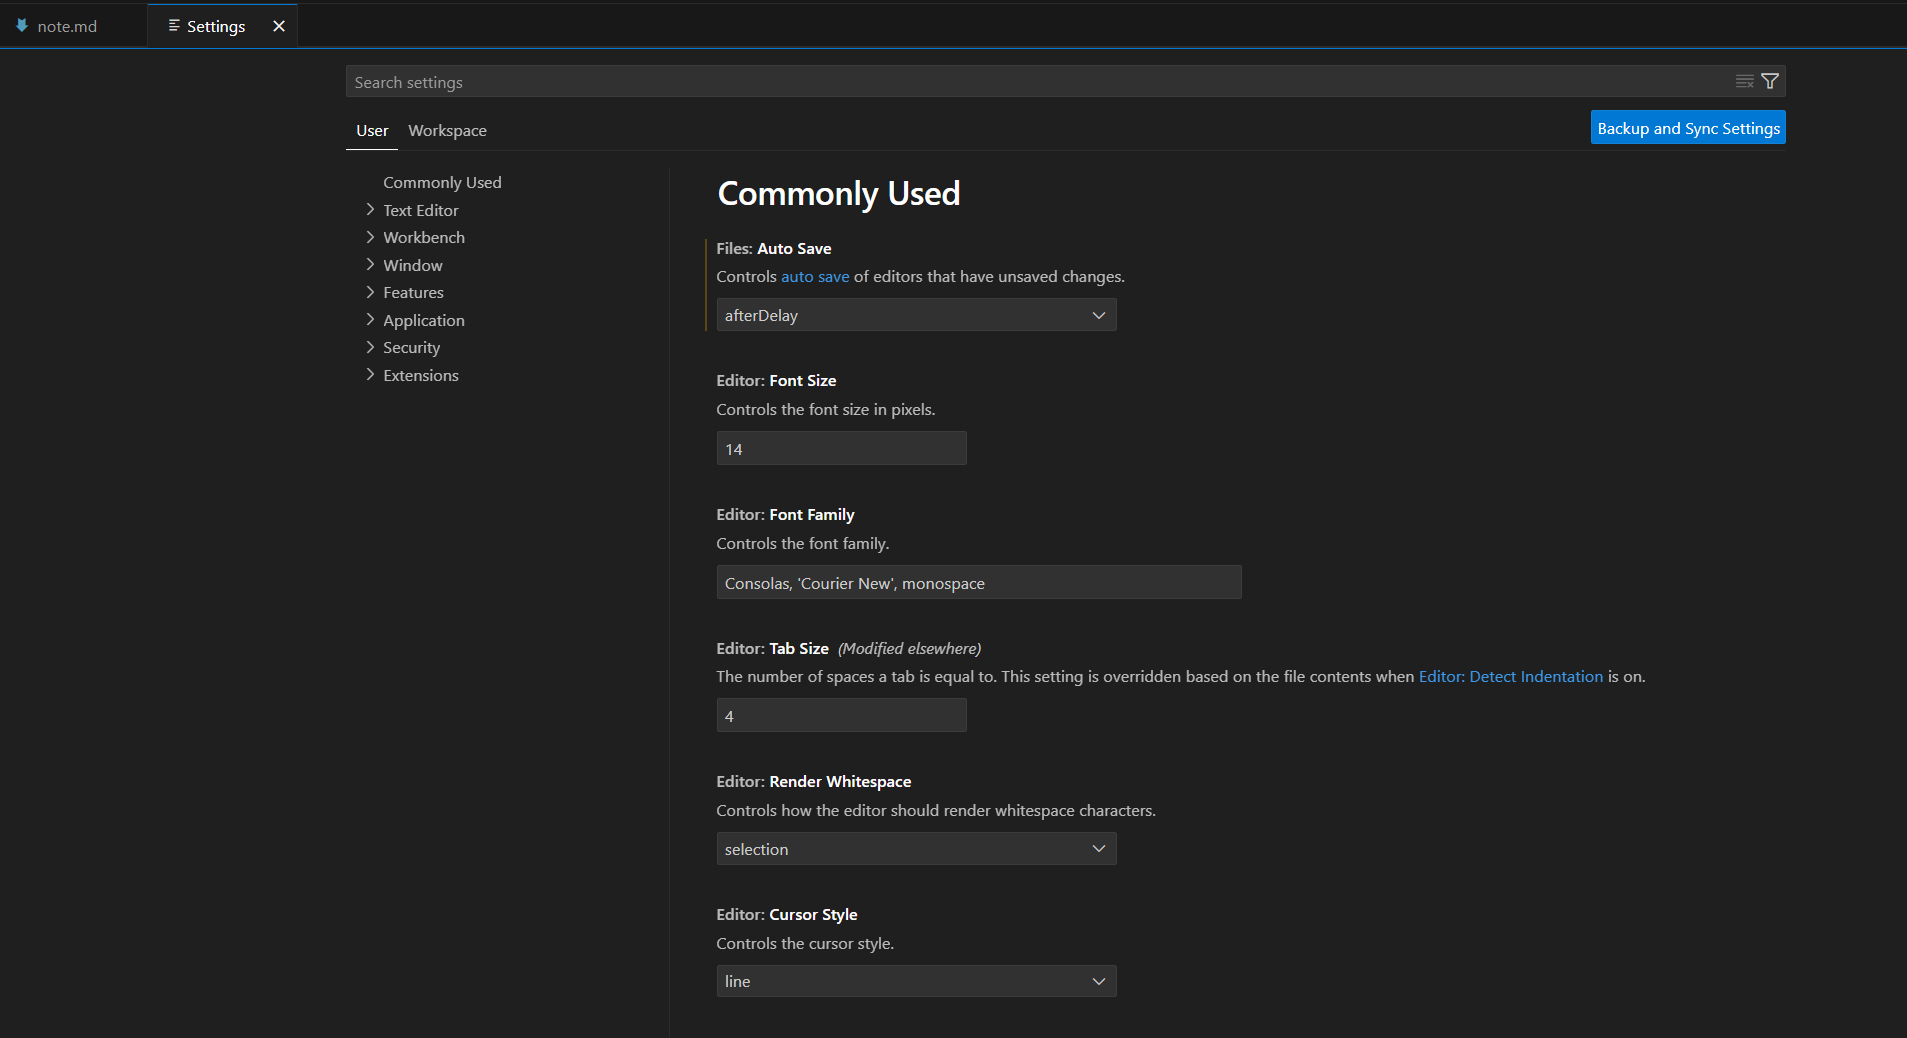 note.md
Settings
Search settings
User Workspace
Backup and Sync Settings
Commonly Used
Text Editor
Workbench
Window
Features
Application
Security
Extensions
Commonly Used
Files: Auto Save
Controls auto save of editors that have unsaved changes.
afterDelay
Editor: Font Size
Controls the font size in pixels.
14
Editor: Font Family
Controls the font family.
Consolas, 'Courier New', monospace
Editor: Tab Size (Modified elsewhere)
The number of spaces a tab is equal to. This setting is overridden based on the file contents when Editor: Detect Indentation is on.
4
Editor: Render Whitespace
Controls how the editor should render whitespace characters.
selection
Editor: Cursor Style
Controls the cursor style.
line